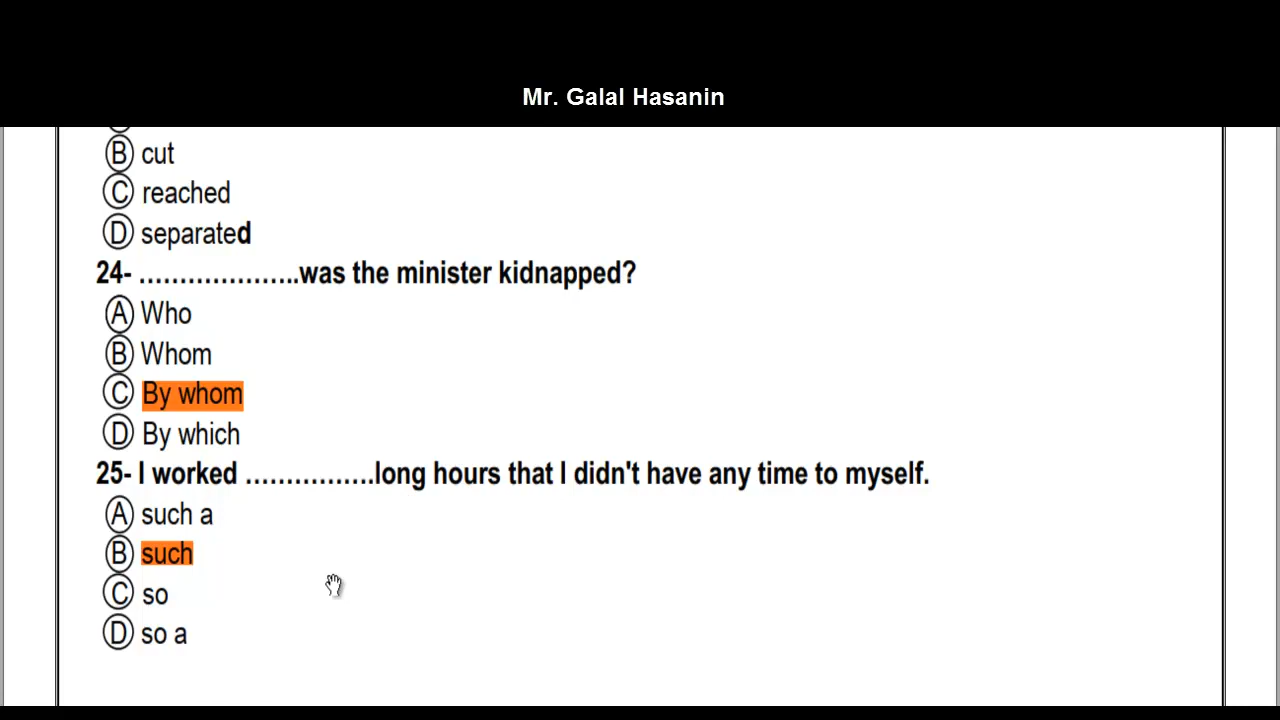 Mr. Galal Hasanin
B cut
C reached
D separated
24- ………………..was the minister kidnapped?
A Who
B Whom
C By whom
D By which
25- I worked …………….long hours that I didn't have any time to myself.
A such a
B such
C so
D so a